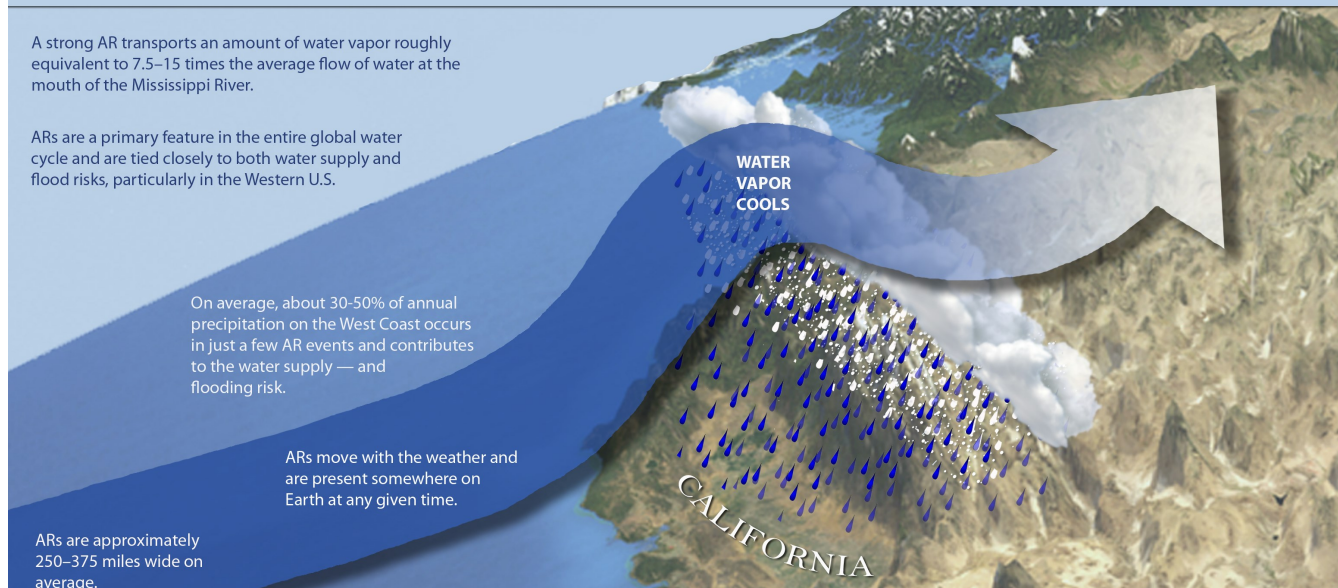 A strong AR transports an amount of water vapor roughly
equivalent to 7.5–15 times the average flow of water at the
mouth of the Mississippi River.
ARs are a primary feature in the entire global water
cycle and are tied closely to both water supply and
flood risks, particularly in the Western U.S.
WATER
VAPOR
COOLS
On average, about 30-50% of annual
precipitation on the West Coast occurs
in just a few AR events and contributes
to the water supply — and
flooding risk.
ARs move with the weather and
are present somewhere on
Earth at any given time.
CALIFORNIA
ARs are approximately
250–375 miles wide on
average.